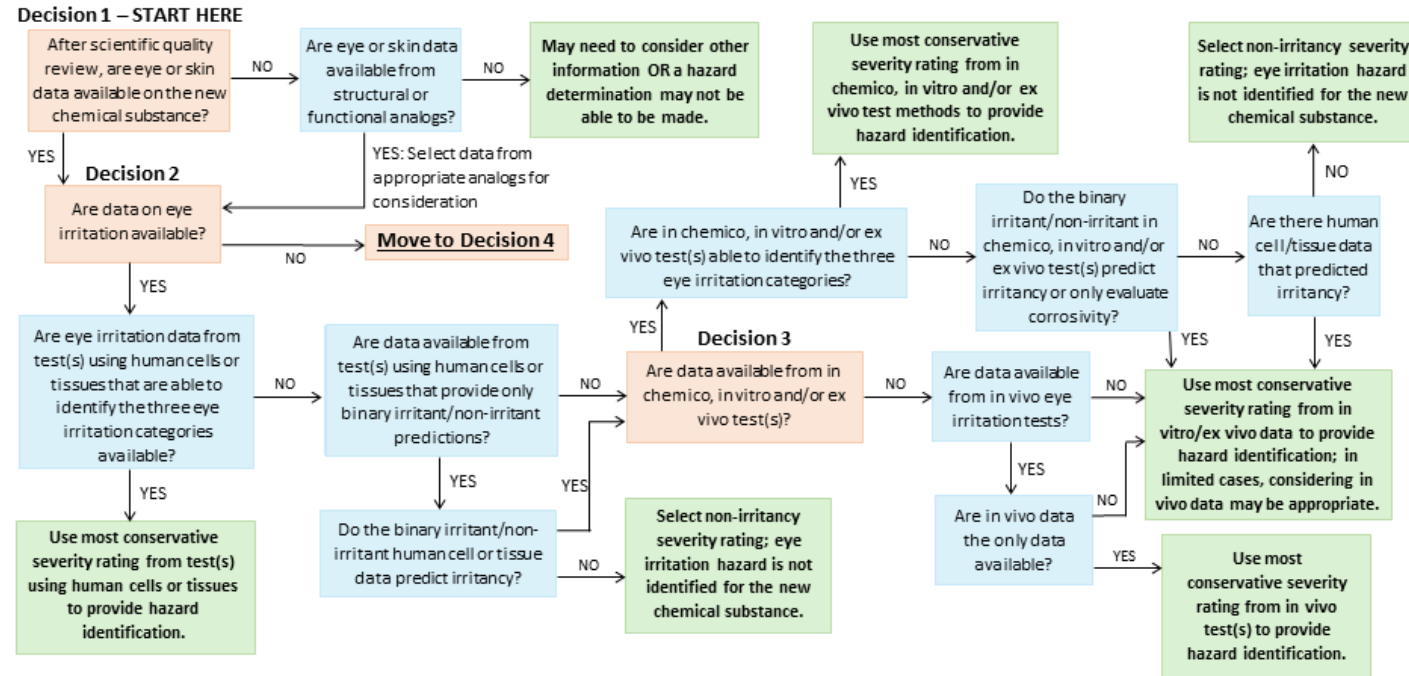 Decision 1 – START HERE
After scientific quality
review, are eye or skin
data available on the new
chemical substance?
NO
Are eye or skin data
available from
structural or
functional analogs?
NO
May need to consider other
information OR a hazard
determination may not be
able to be made.
YES
YES: Select data from
appropriate analogs for
consideration
Decision 2
Are data on eye
irritation available?
NO
Move to Decision 4
YES
Are eye irritation data from
test(s) using human cells or
tissues that are able to
identify the three eye
irritation categories
available?
YES
Use most conservative
severity rating from test(s)
using human cells or tissues
to provide hazard
identification.
NO
Are data available from
test(s) using human cells or
tissues that provide only
binary irritant/non-irritant
predictions?
NO
YES
Do the binary irritant/non-
irritant human cell or tissue
data predict irritancy?
YES
NO
Select non-irritancy
severity rating; eye
irritation hazard is not
identified for the new
chemical substance.
Decision 3
Are data available from in
chemico, in vitro and/or ex
vivo test(s)?
YES
Are in chemico, in vitro and/or ex
vivo test(s) able to identify the three
eye irritation categories?
YES
Use most conservative
severity rating from in
chemico, in vitro and/or ex
vivo test methods to provide
hazard identification.
NO
Do the binary
irritant/non-irritant in
chemico, in vitro and/or
ex vivo test(s) predict
irritancy or only evaluate
corrosivity?
YES
NO
Are there human
cell/tissue data
that predicted
irritancy?
NO
Select non-irritancy severity
rating; eye irritation hazard
is not identified for the new
chemical substance.
YES
NO
Are data available
from in vivo eye
irritation tests?
NO
Use most conservative
severity rating from in
vitro/ex vivo data to provide
hazard identification; in
limited cases, considering in
vivo data may be appropriate.
YES
Are in vivo data
the only data
available?
NO
YES
Use most
conservative severity
rating from in vivo
test(s) to provide
hazard identification.